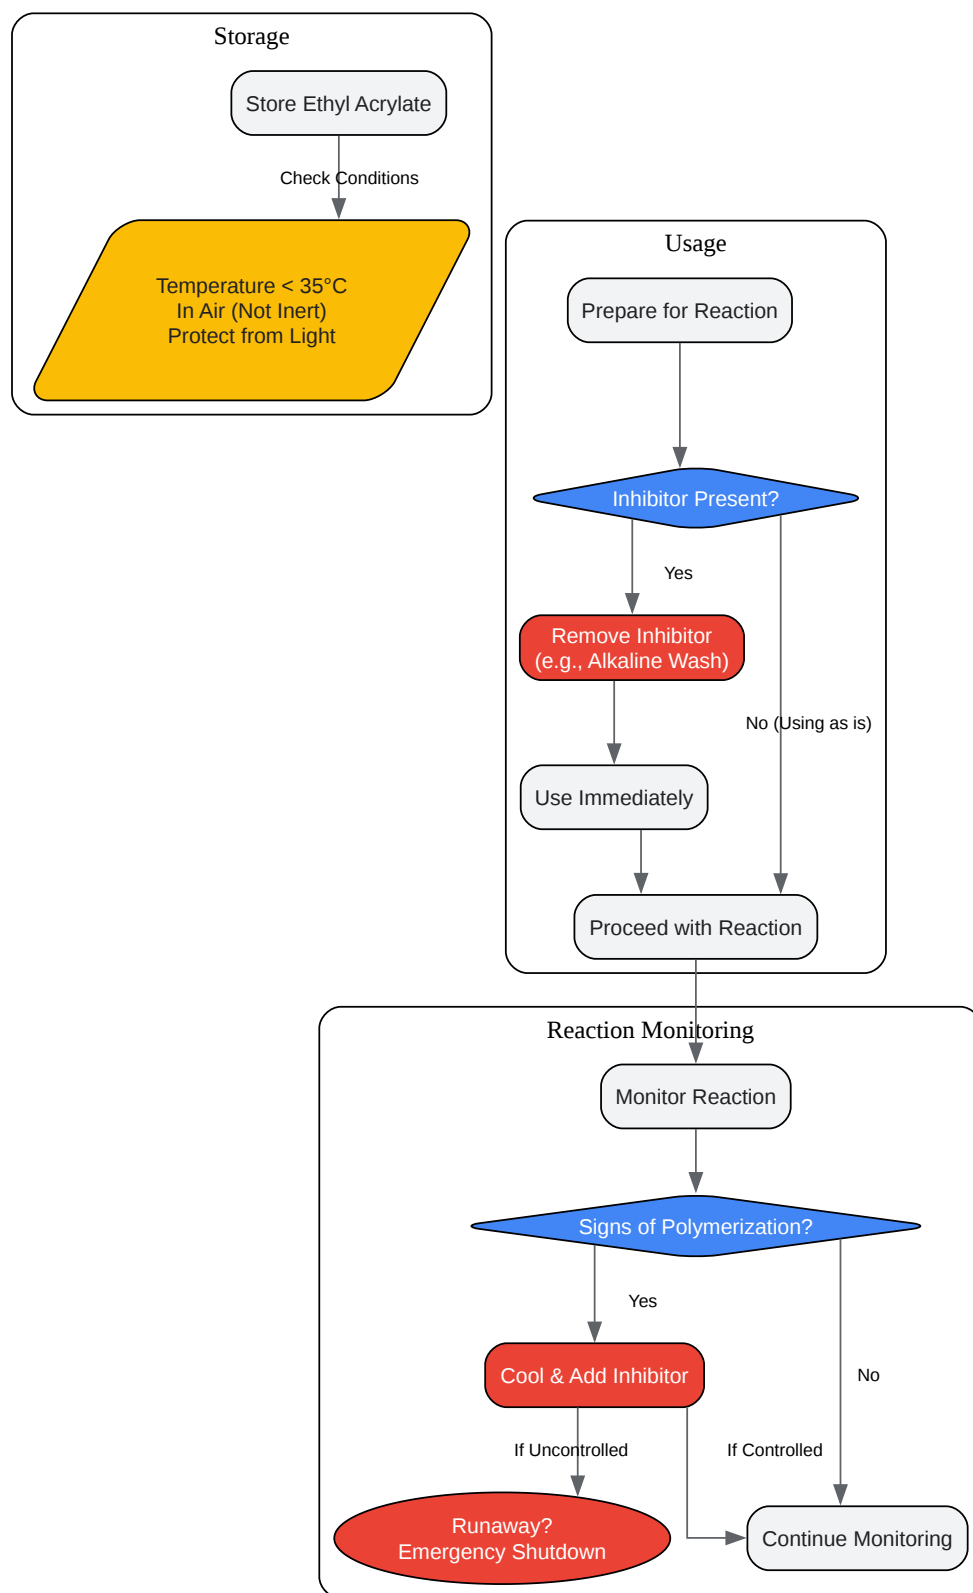 Storage
Store Ethyl Acrylate
Check Conditions
Temperature < 35°C
In Air (Not Inert)
Protect from Light
Usage
Prepare for Reaction
Inhibitor Present?
Yes
Remove Inhibitor
(e.g., Alkaline Wash)
No (Using as is)
Use Immediately
Proceed with Reaction
Reaction Monitoring
Monitor Reaction
Signs of Polymerization?
Yes
Cool & Add Inhibitor
No
If Uncontrolled
If Controlled
Runaway?
Emergency Shutdown
Continue Monitoring